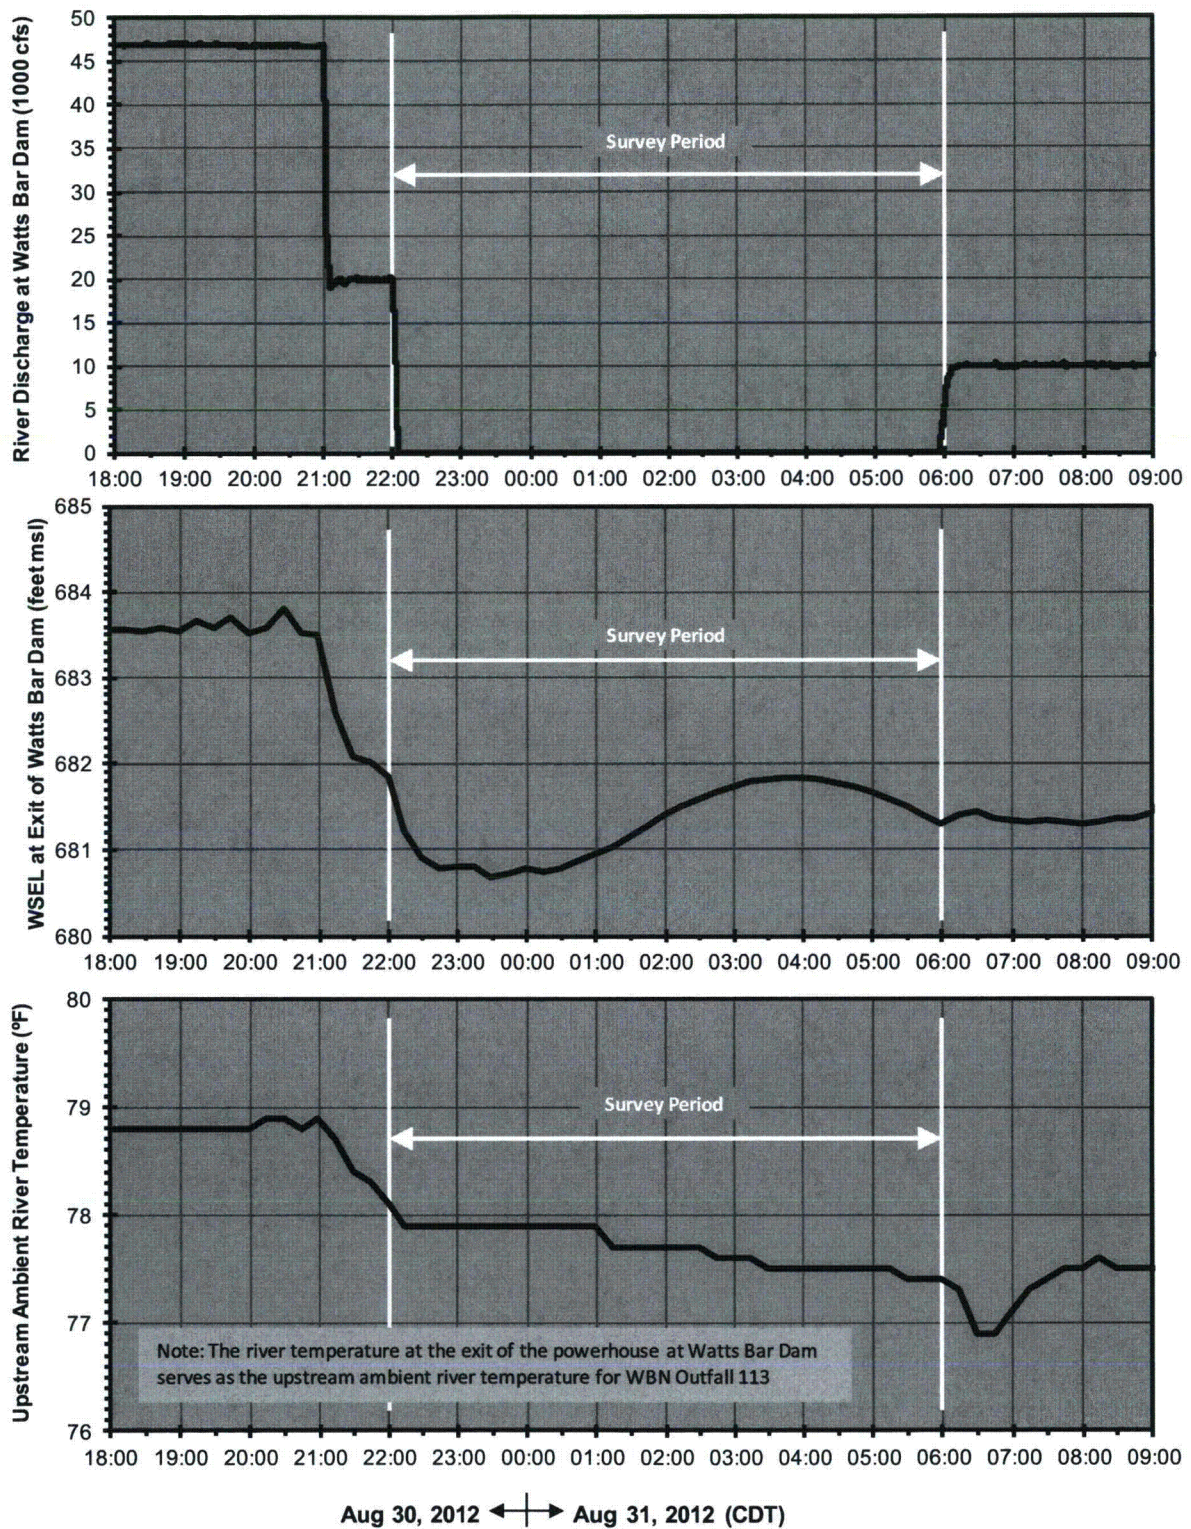 River Discharge at Watts Bar Dam (1000 cfs)
50
45
40
35
30
25
20
15
10
5
0
Survey Period
18:00 19:00 20:00 21:00 22:00 23:00 00:00 01:00 02:00 03:00 04:00 05:00 06:00 07:00 08:00 09:00
WSEL at Exit of Watts Bar Dam (feet msl)
685
684
683
682
681
680
Survey Period
18:00 19:00 20:00 21:00 22:00 23:00 00:00 01:00 02:00 03:00 04:00 05:00 06:00 07:00 08:00 09:00
Upstream Ambient River Temperature (ºF)
80
79
78
77
76
Survey Period
Note: The river temperature at the exit of the powerhouse at Watts Bar Dam
serves as the upstream ambient river temperature for WBN Outfall 113
18:00 19:00 20:00 21:00 22:00 23:00 00:00 01:00 02:00 03:00 04:00 05:00 06:00 07:00 08:00 09:00
Aug 30, 2012 Aug 31, 2012 (CDT)